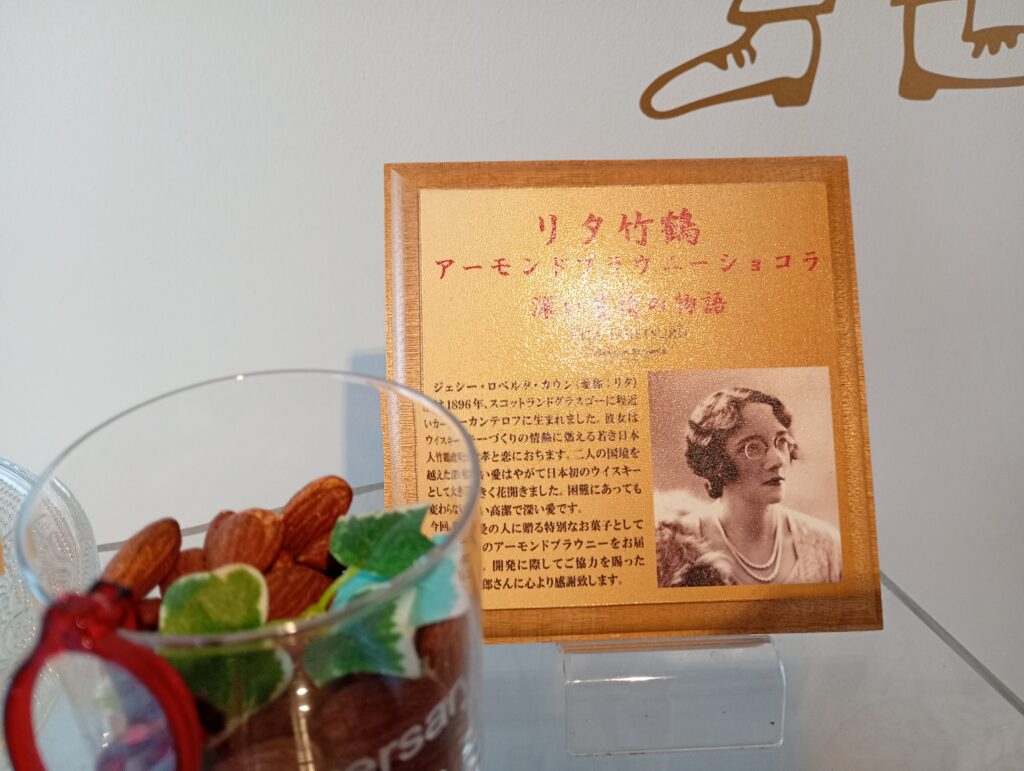 リタ竹鶴
アーモンドブラウニーショコラ
深い の物語
ジェシー・ロベルタ・カウン(愛称:リタ)
は1896年、スコットランドグラスゴーに程近
いカー ーカンテロフに生まれました。彼女は
ウイスキー ーづくりの情熱に燃える若き日本
人竹鶴政 孝と恋におちます。二人の国境を
越えた深い い愛はやがて日本初のウイスキー
として大き きく花開きました。困難にあっても
変わらない い高潔で深い愛です。
今回、 愛の人に贈る特別なお菓子として
のアーモンドブラウニーをお届
。開発に際してご協力を賜った
郎さんに心より感謝致します。
ersary